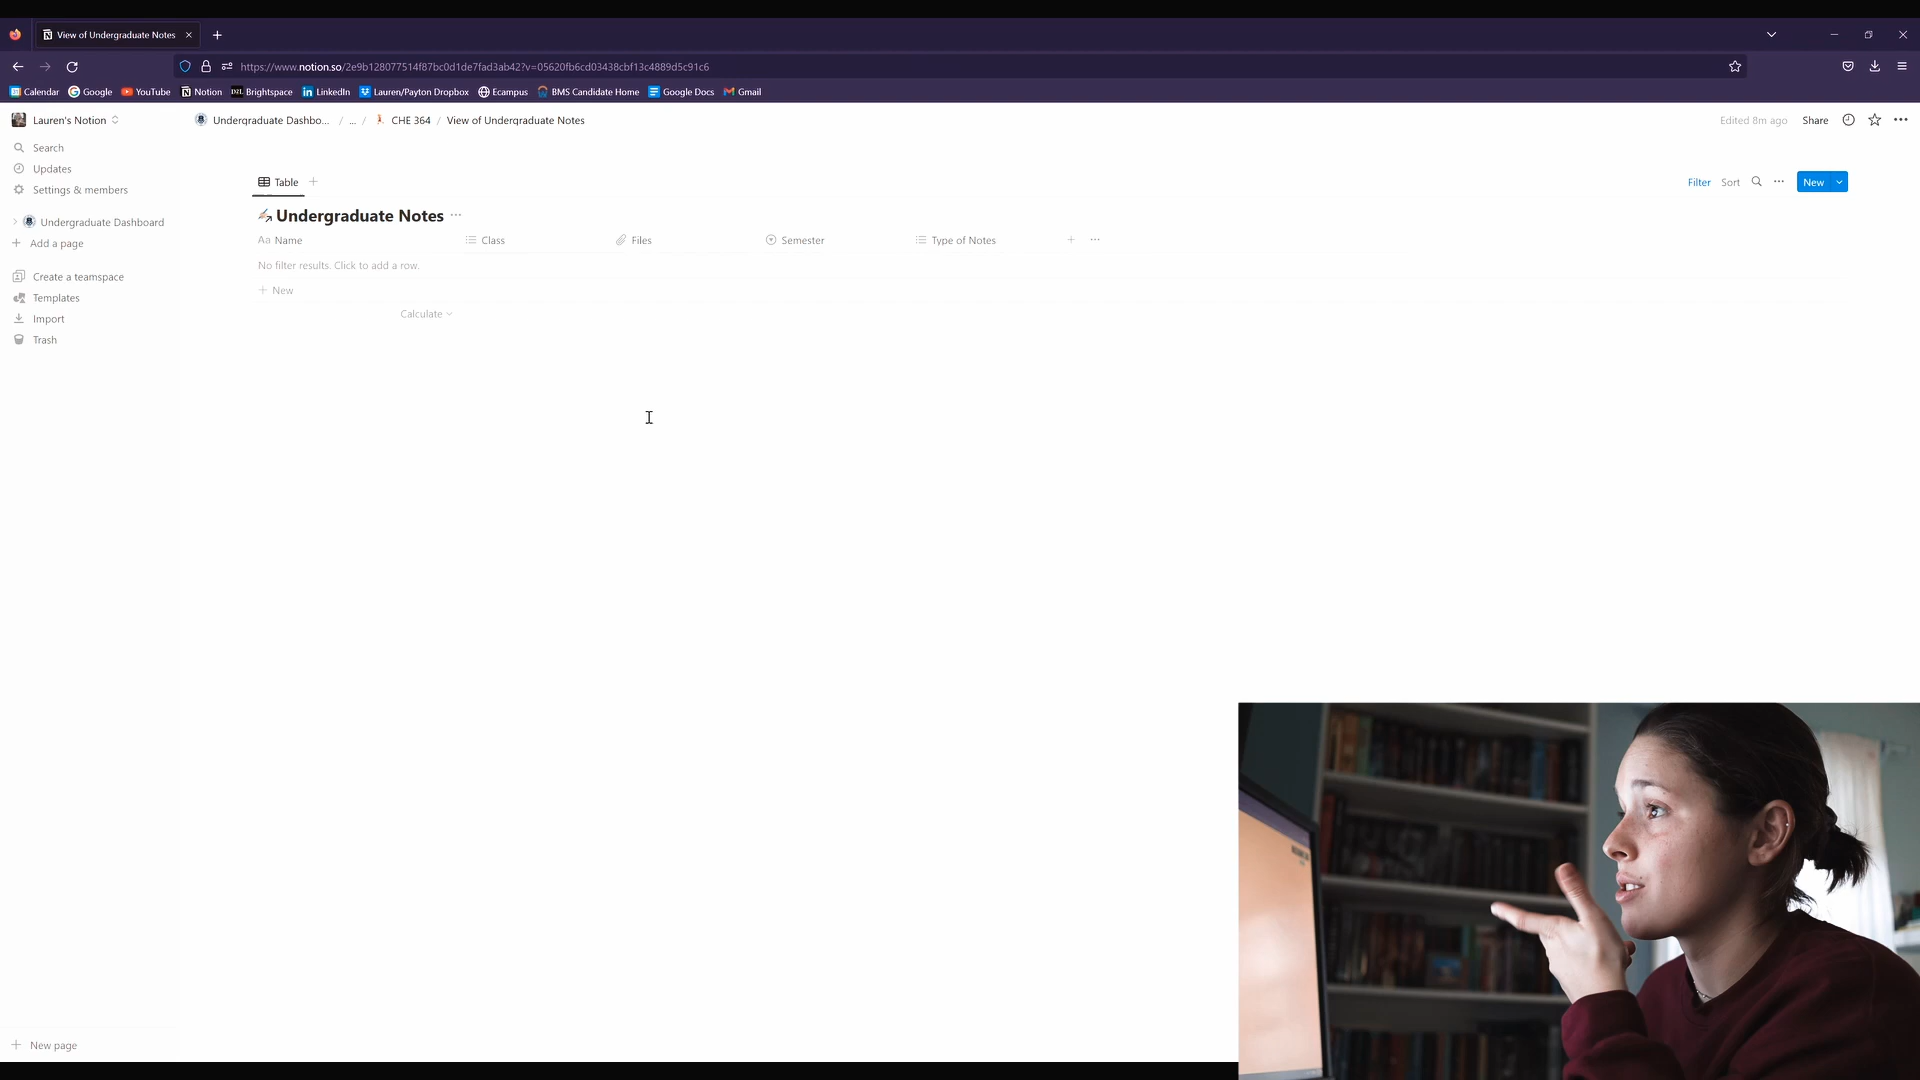 View of Undergraduate Notes
https://www.notion.so/2e9b128077514f87bc0d1de7fad3ab42?v=05620fb6cd03438cbf13c4889d5c91c6
Calendar Google YouTube Notion D2L Brightspace LinkedIn Lauren/Payton Dropbox Ecampus BMS Candidate Home Google Docs Gmail
Lauren's Notion
Undergraduate Dashbo... / ... / CHE 364 / View of Undergraduate Notes
Edited 8m ago Share
Search
Updates
Settings & members
Undergraduate Dashboard
Add a page
Create a teamspace
Templates
Import
Trash
New page
Table
Filter Sort New
Undergraduate Notes
Aa Name Class Files Semester Type of Notes
No filter results. Click to add a row.
New
Calculate